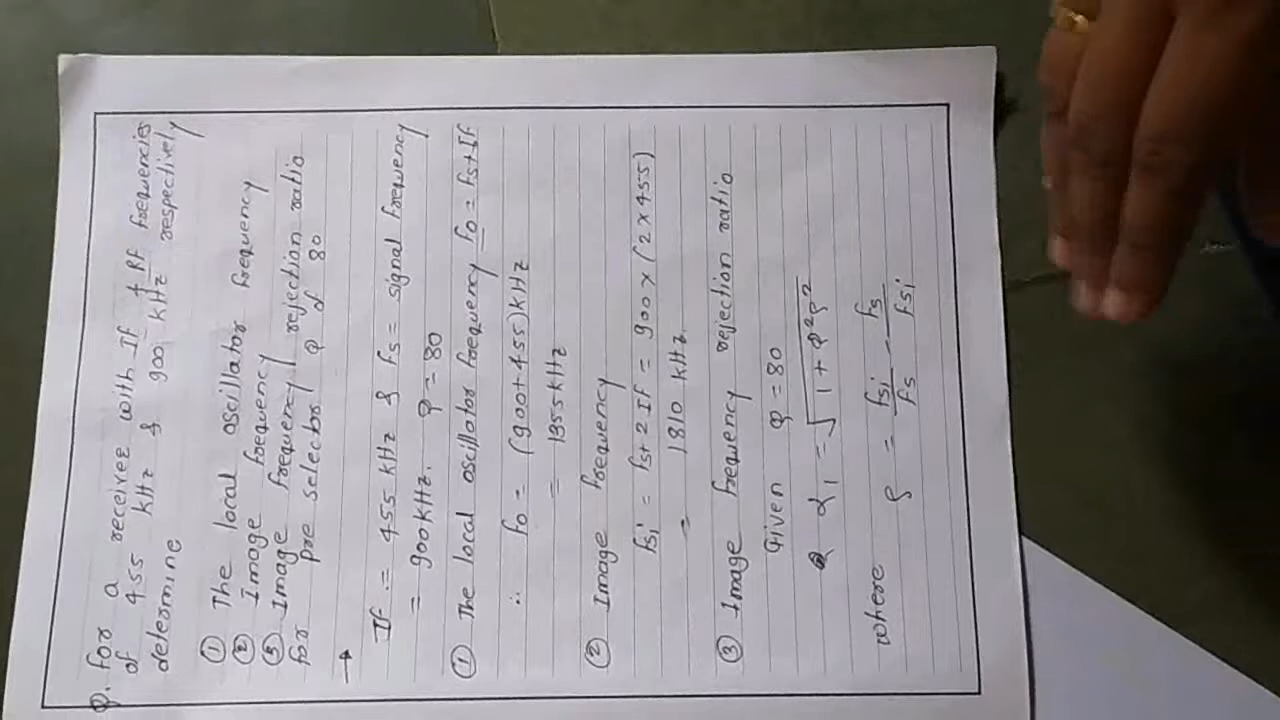 Q. For a receiver with If & RF frequencies
of 455 kHz & 900 kHz respectively
determine
① The local oscillator frequency
② Image frequency
③ Image frequency rejection ratio
for pre selector Q of 80
→
If = 455 kHz & fs = signal frequency
= 900 kHz. Q = 80
① The local oscillator frequency fo = fs+If
∴ fo = (900+455) kHz
= 1355 kHz
② Image frequency
fsi = fs+2If = 900 x (2x455)
= 1810 kHz.
③ Image frequency rejection ratio
Given Q = 80
α1 = √1+Q²ρ²
where ρ = fsi/fs - fs/fsi